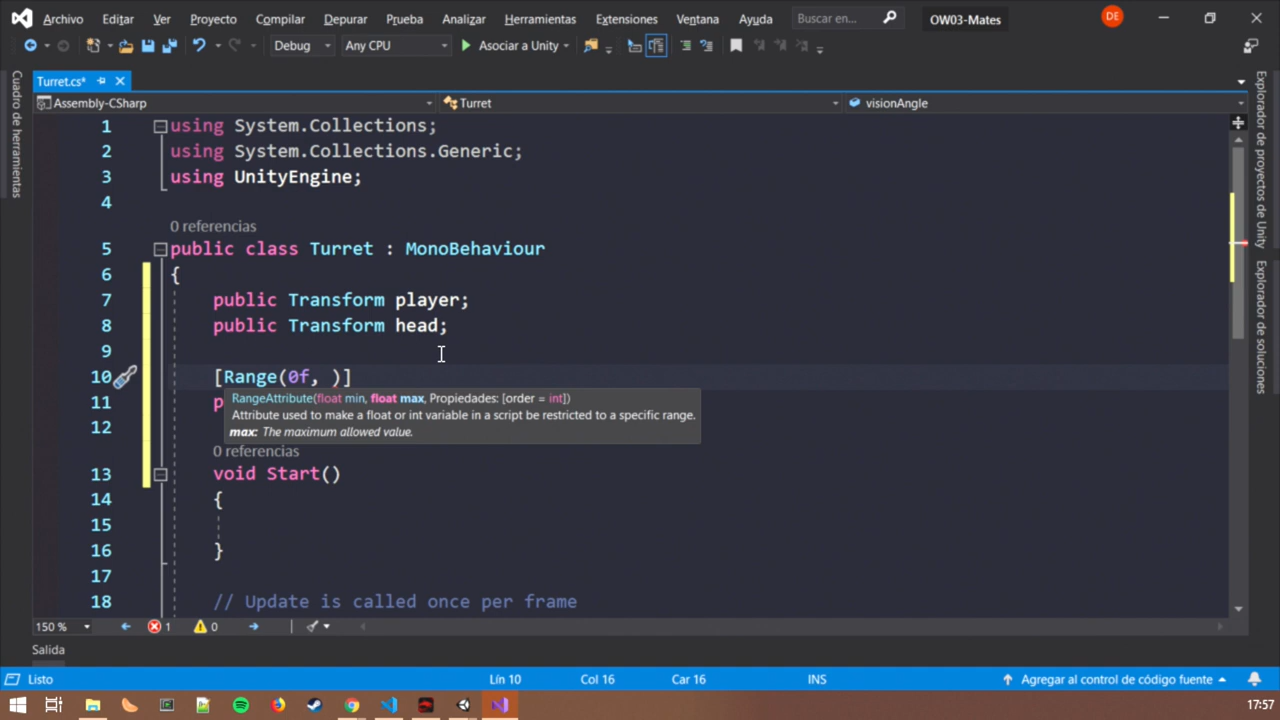 Archivo Editar Ver Proyecto Compilar Depurar Prueba Analizar Herramientas Extensiones Ventana Ayuda Buscar en... OW03-Mates DE
Debug Any CPU Asociar a Unity
Turret.cs*
Assembly-CSharp Turret visionAngle
Cuadro de herramientas
Explorador de proyectos de Unity
Explorador de soluciones
1 using System.Collections;
2 using System.Collections.Generic;
3 using UnityEngine;
4
0 referencias
5 public class Turret : MonoBehaviour
6 {
7 public Transform player;
8 public Transform head;
9
10 [Range(0f, )]
RangeAttribute(float min, float max, Propiedades: [order = int])
11 p
Attribute used to make a float or int variable in a script be restricted to a specific range.
12
max: The maximum allowed value.
0 referencias
13 void Start()
14 {
15
16 }
17
18 // Update is called once per frame
150 % 1 0
Salida
Listo Lín 10 Col 16 Car 16 INS Agregar al control de código fuente
17:57